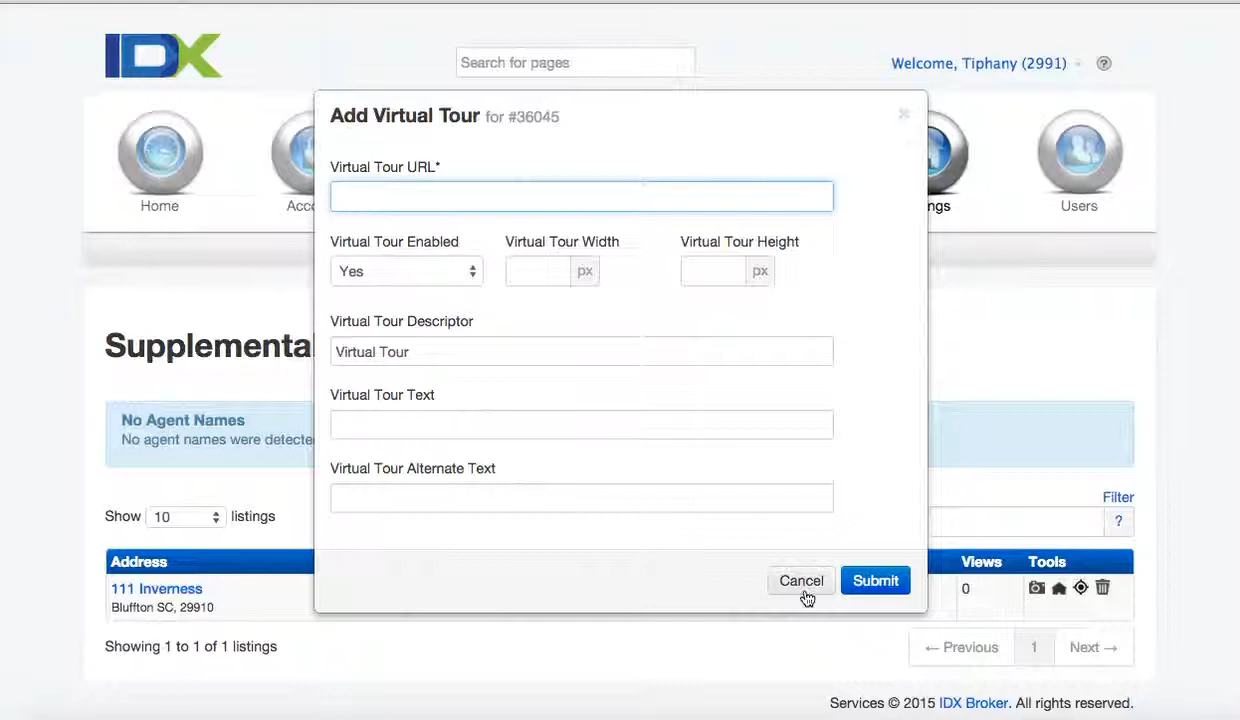 IDX
Search for pages
Welcome, Tiphany (2991)
?
Add Virtual Tour for #36045
×
Virtual Tour URL*
Home
Acco
ngs
Users
Virtual Tour Enabled
Virtual Tour Width
Virtual Tour Height
Yes
px
px
Virtual Tour Descriptor
Virtual Tour
Supplemental
Virtual Tour Text
No Agent Names
No agent names were detecte
Virtual Tour Alternate Text
Filter
Show 10 listings
?
Address
Views
Tools
Cancel
Submit
111 Inverness
0
Bluffton SC, 29910
Showing 1 to 1 of 1 listings
← Previous
1
Next →
Services © 2015 IDX Broker. All rights reserved.